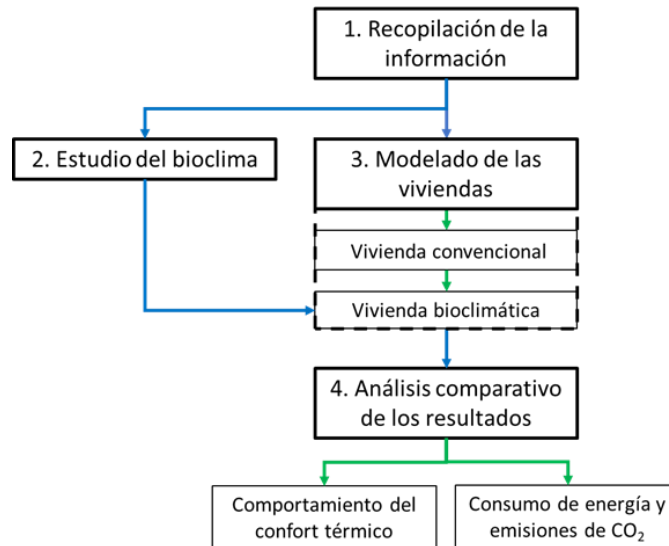 1. Recopilación de la
información
2. Estudio del bioclima
3. Modelado de las
viviendas
Vivienda convencional
Vivienda bioclimática
4. Análisis comparativo
de los resultados
Comportamiento del
confort térmico
Consumo de energía y
emisiones de CO₂